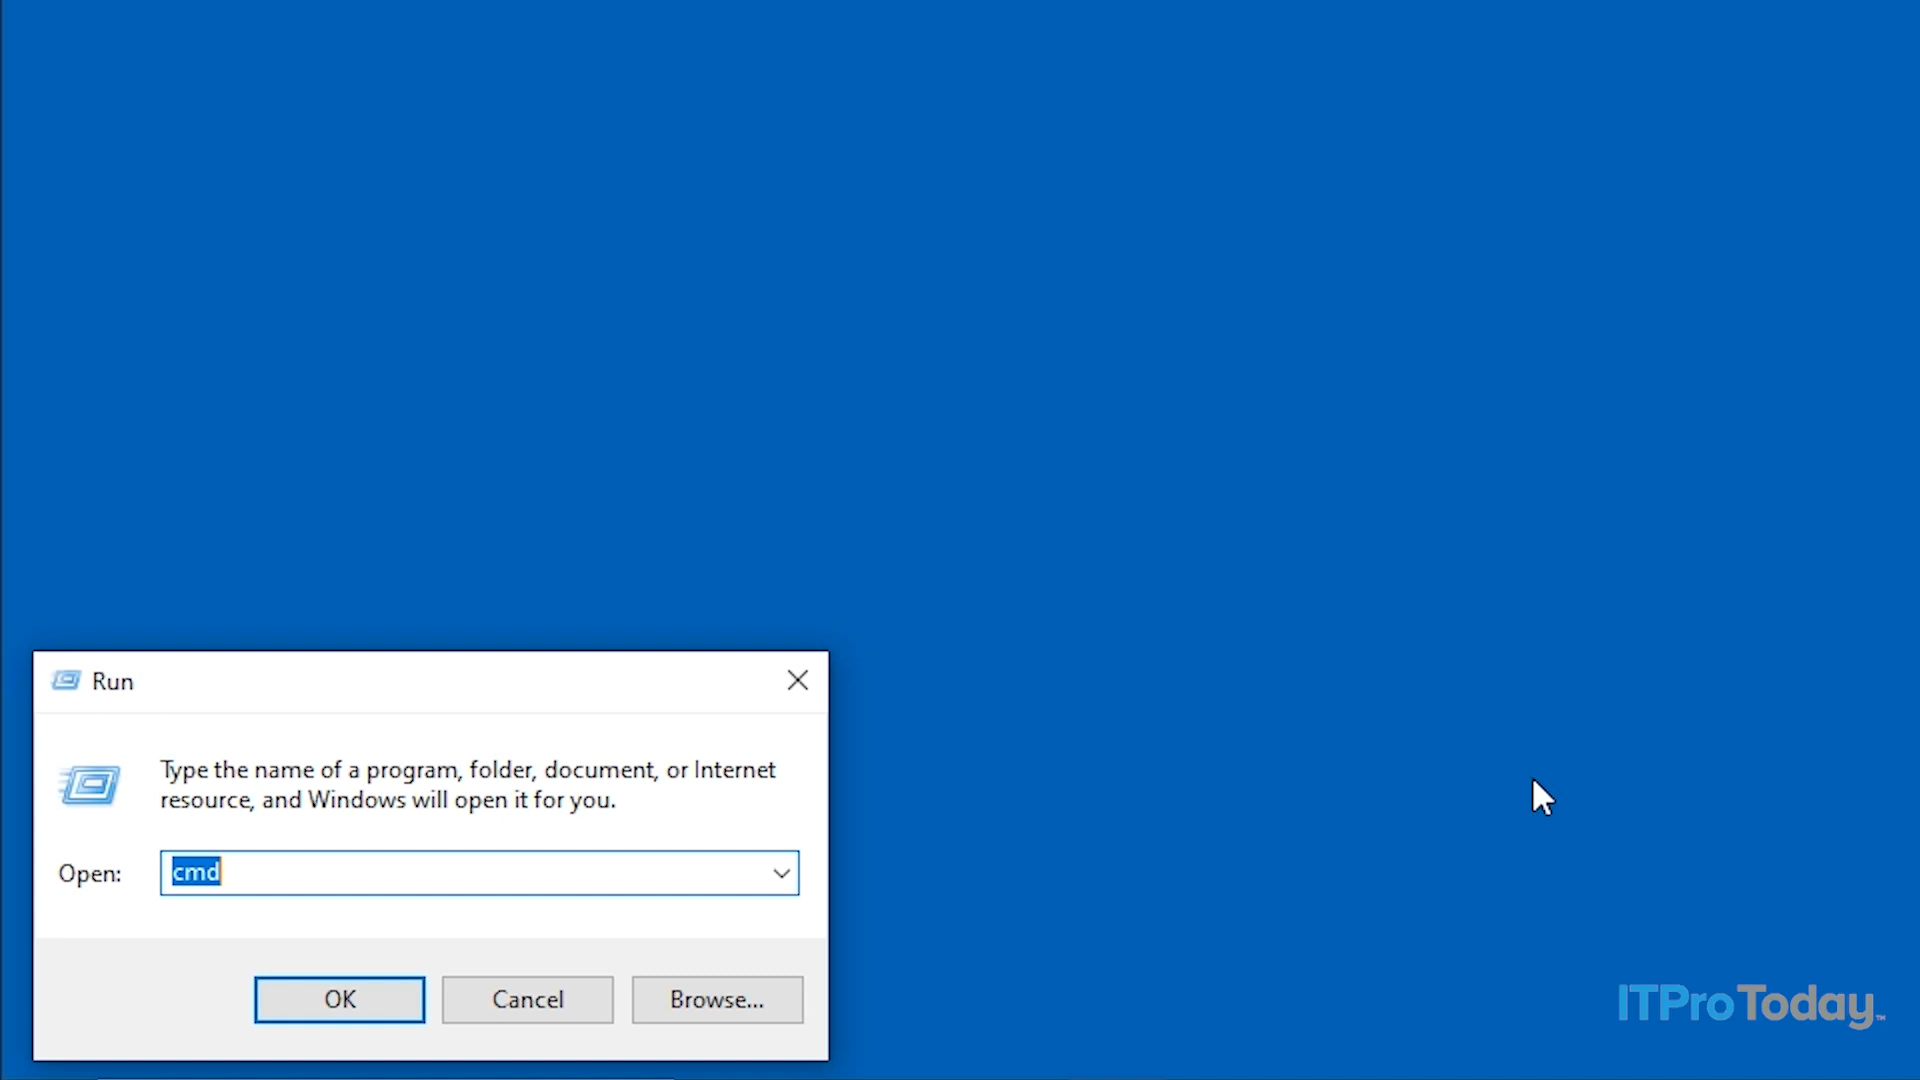 Run
Type the name of a program, folder, document, or Internet
resource, and Windows will open it for you.
Open:
cmd
OK
Cancel
Browse...
ITProToday™